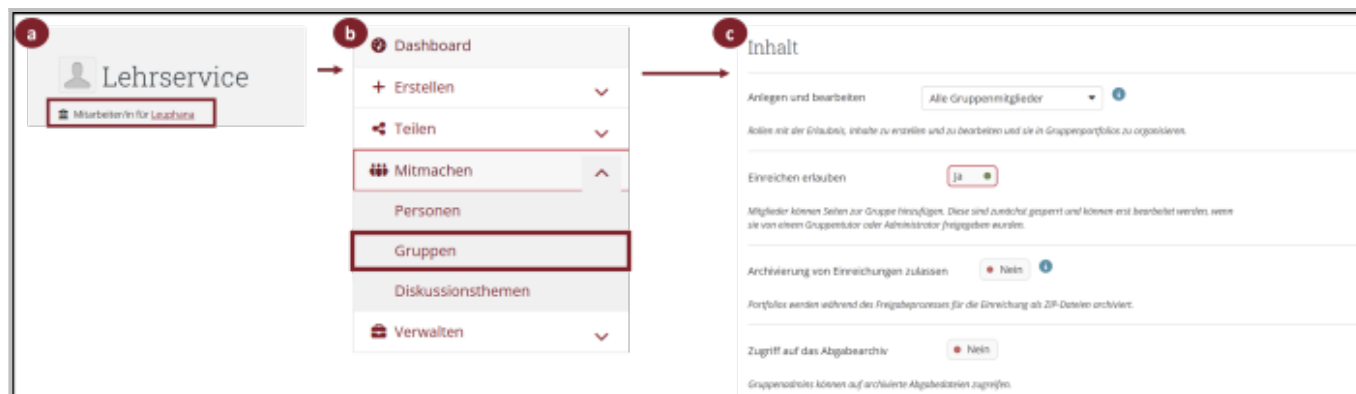 a
Lehrservice
Mitarbeiter/in für Leuphana
b
Dashboard
Erstellen
Teilen
Mitmachen
Personen
Gruppen
Diskussionsthemen
Verwalten
c
Inhalt
Anlegen und bearbeiten Alle Gruppenmitglieder
Rollen mit der Erlaubnis, Inhalte zu erstellen und zu bearbeiten und sie in Gruppenportfolios zu organisieren.
Einreichen erlauben Ja
Mitglieder können Seiten zur Gruppe hinzufügen. Diese sind zunächst gesperrt und können erst bearbeitet werden, wenn
sie von einem Gruppentutor oder Administrator freigegeben wurden.
Archivierung von Einreichungen zulassen Nein
Portfolios werden während des Freigabeprozesses für die Einreichung als ZIP-Dateien archiviert.
Zugriff auf das Abgabearchiv Nein
Gruppenadmins können auf archivierte Abgabedateien zugreifen.